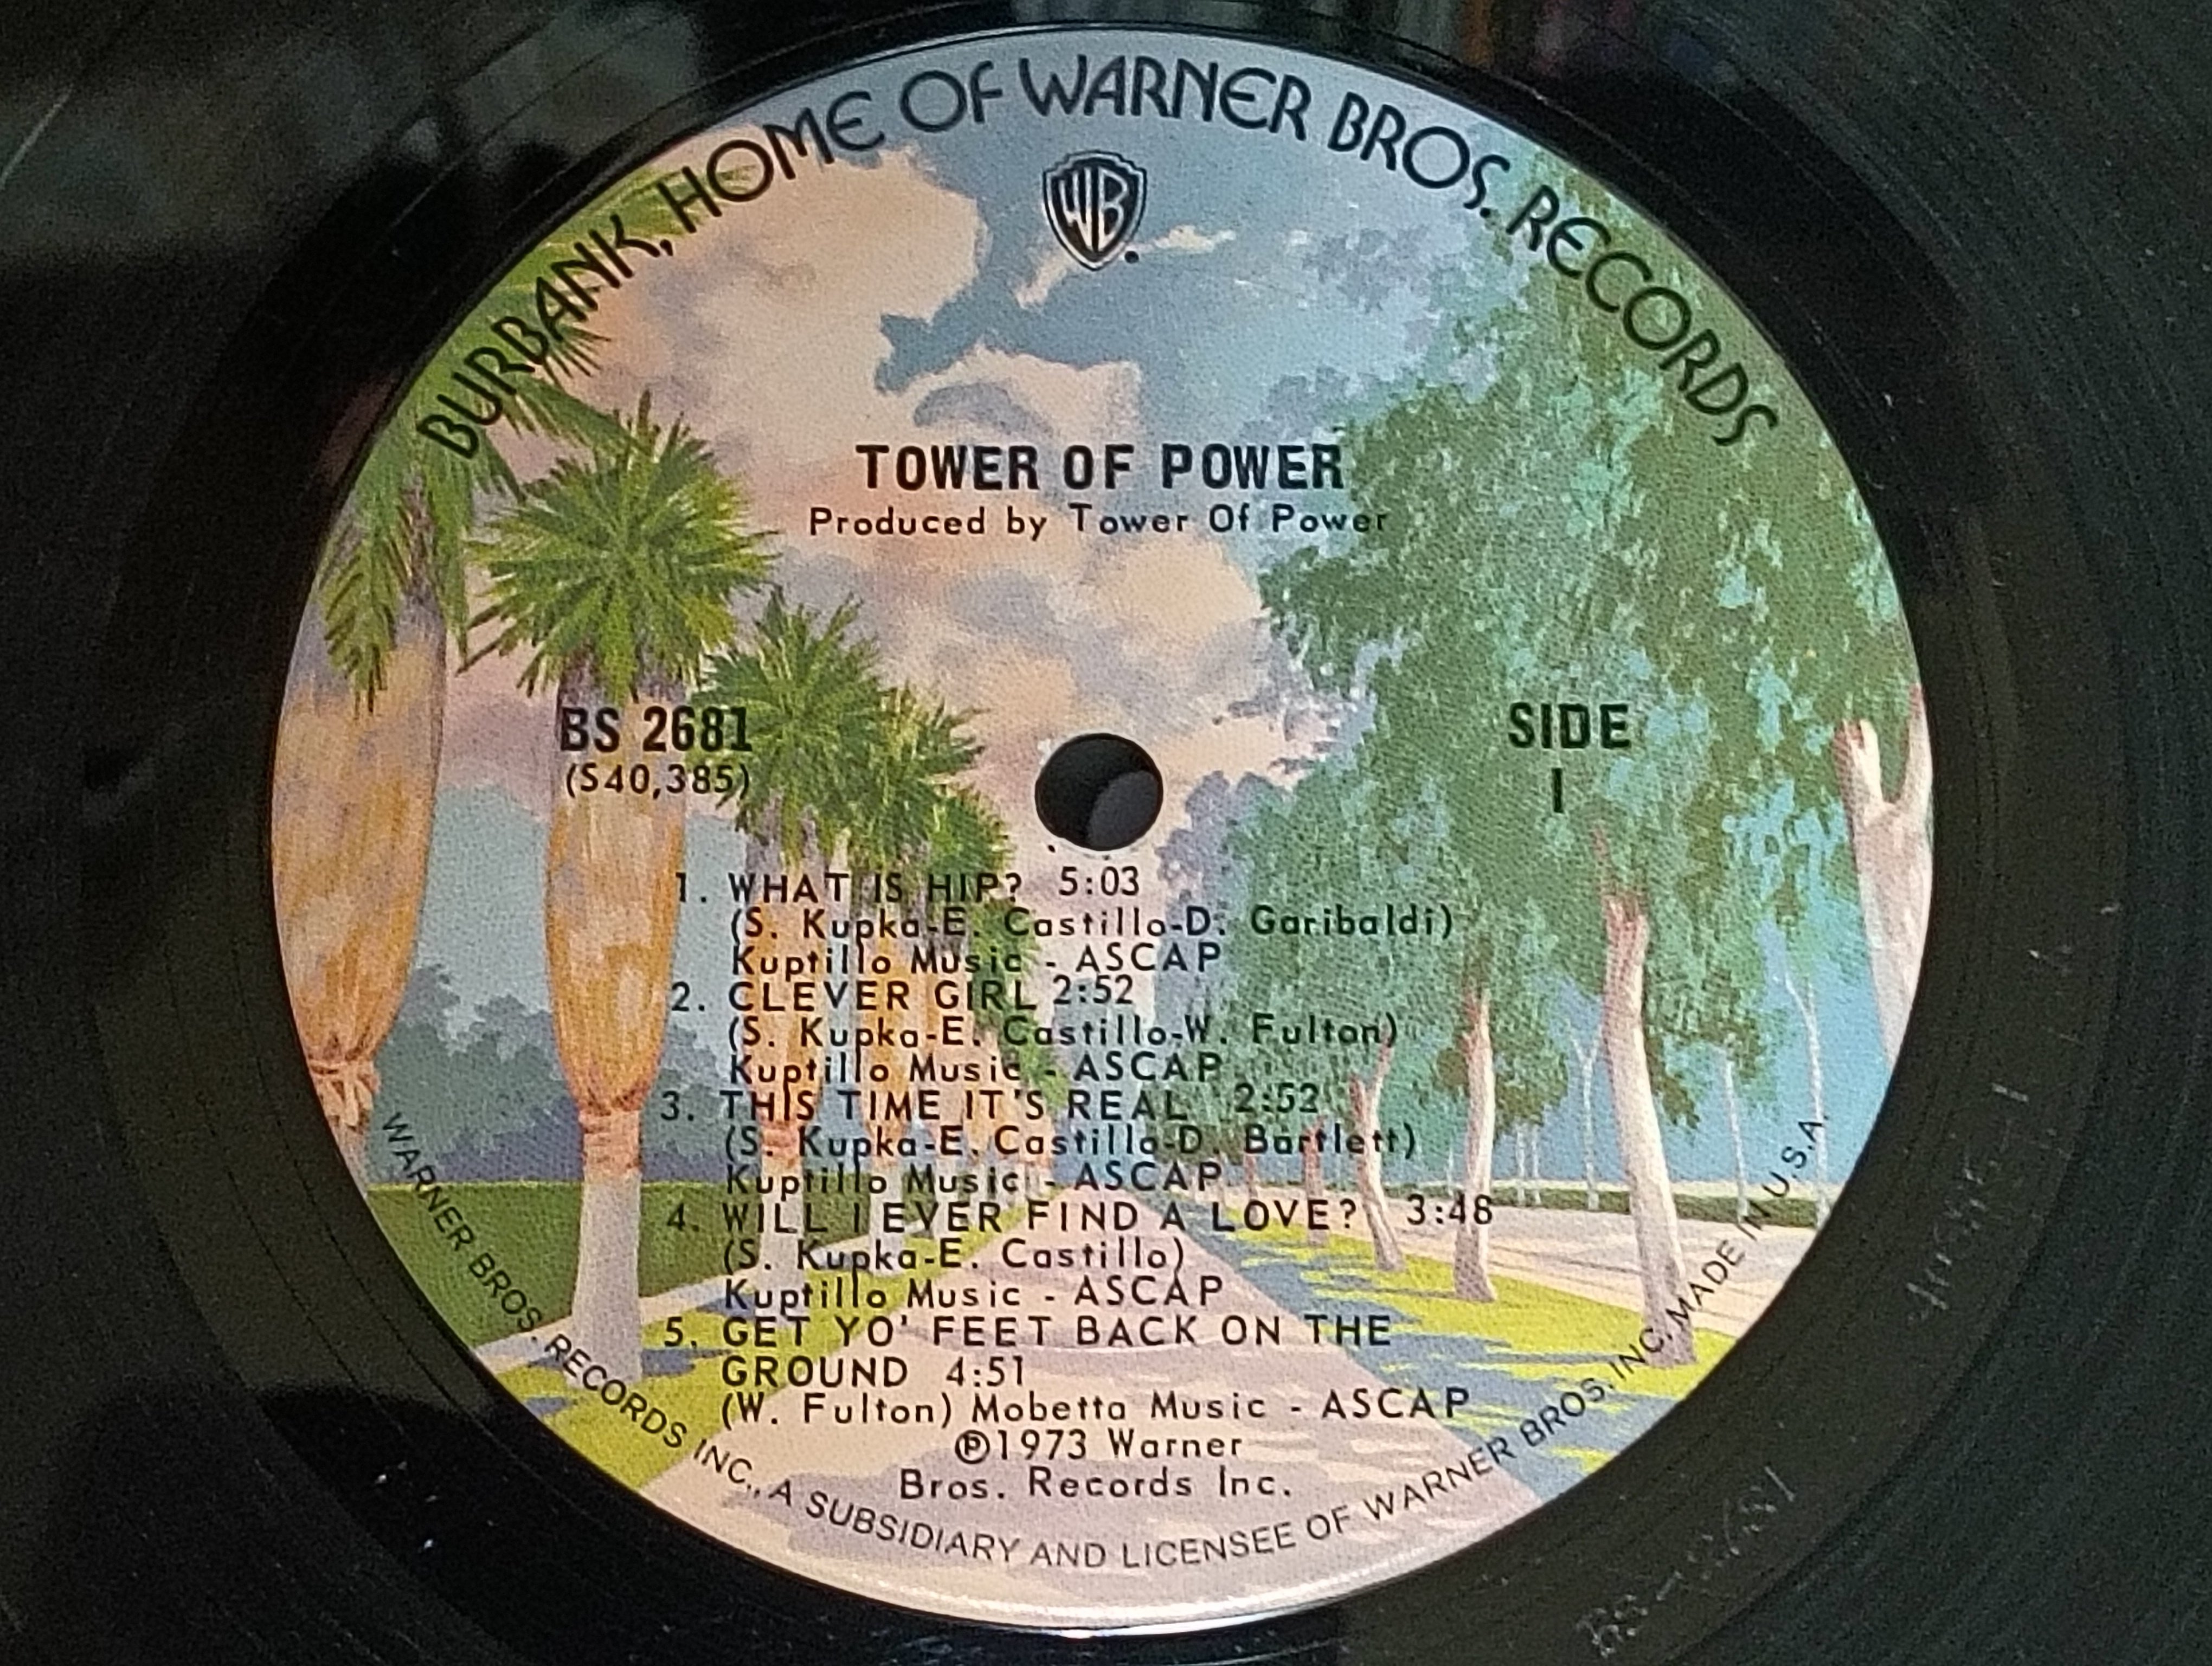 BURBANK, HOME OF WARNER BROS. RECORDS
WB
TOWER OF POWER
Produced by Tower Of Power
BS 2681
(S40,385)
SIDE
1
1. WHAT IS HIP? 5:03
(S. Kupka-E. Castillo-D. Garibaldi)
Kuptillo Music - ASCAP
2. CLEVER GIRL 2:52
(S. Kupka-E. Castillo-W. Fulton)
Kuptillo Music - ASCAP
3. THIS TIME IT'S REAL 2:52
(S. Kupka-E. Castillo-D. Bartlett)
Kuptillo Music - ASCAP
4. WILL I EVER FIND A LOVE? 3:48
(S. Kupka-E. Castillo)
Kuptillo Music - ASCAP
5. GET YO' FEET BACK ON THE
GROUND 4:51
(W. Fulton) Mobetta Music - ASCAP
℗1973 Warner
Bros. Records Inc.
WARNER BROS. RECORDS INC., A SUBSIDIARY AND LICENSEE OF WARNER BROS. INC. MADE IN U.S.A.
BS-2681